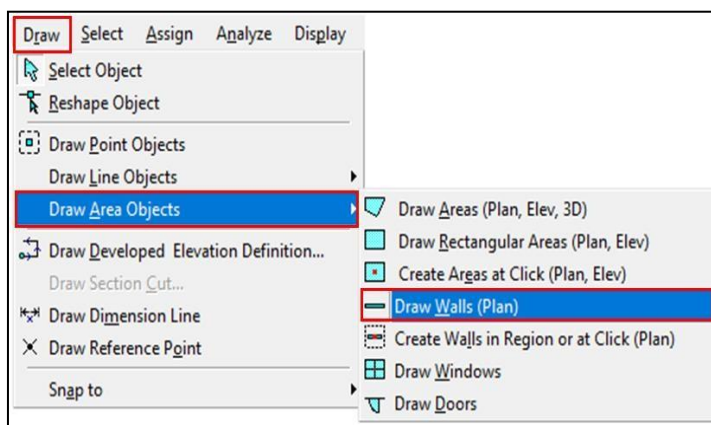 Draw Select Assign Analyze Display
Select Object
Reshape Object
Draw Point Objects
Draw Line Objects
Draw Area Objects
Draw Developed Elevation Definition...
Draw Section Cut...
Draw Dimension Line
Draw Reference Point
Snap to
Draw Areas (Plan, Elev, 3D)
Draw Rectangular Areas (Plan, Elev)
Create Areas at Click (Plan, Elev)
Draw Walls (Plan)
Create Walls in Region or at Click (Plan)
Draw Windows
Draw Doors